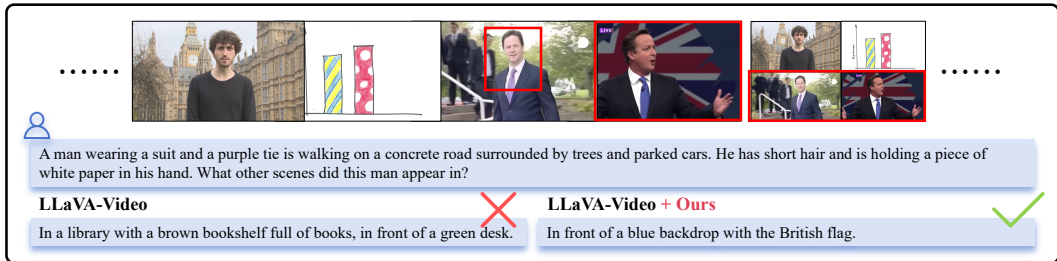 ......
LIVE
......
A man wearing a suit and a purple tie is walking on a concrete road surrounded by trees and parked cars. He has short hair and is holding a piece of
white paper in his hand. What other scenes did this man appear in?
LLaVA-Video
LLaVA-Video + Ours
In a library with a brown bookshelf full of books, in front of a green desk.
In front of a blue backdrop with the British flag.